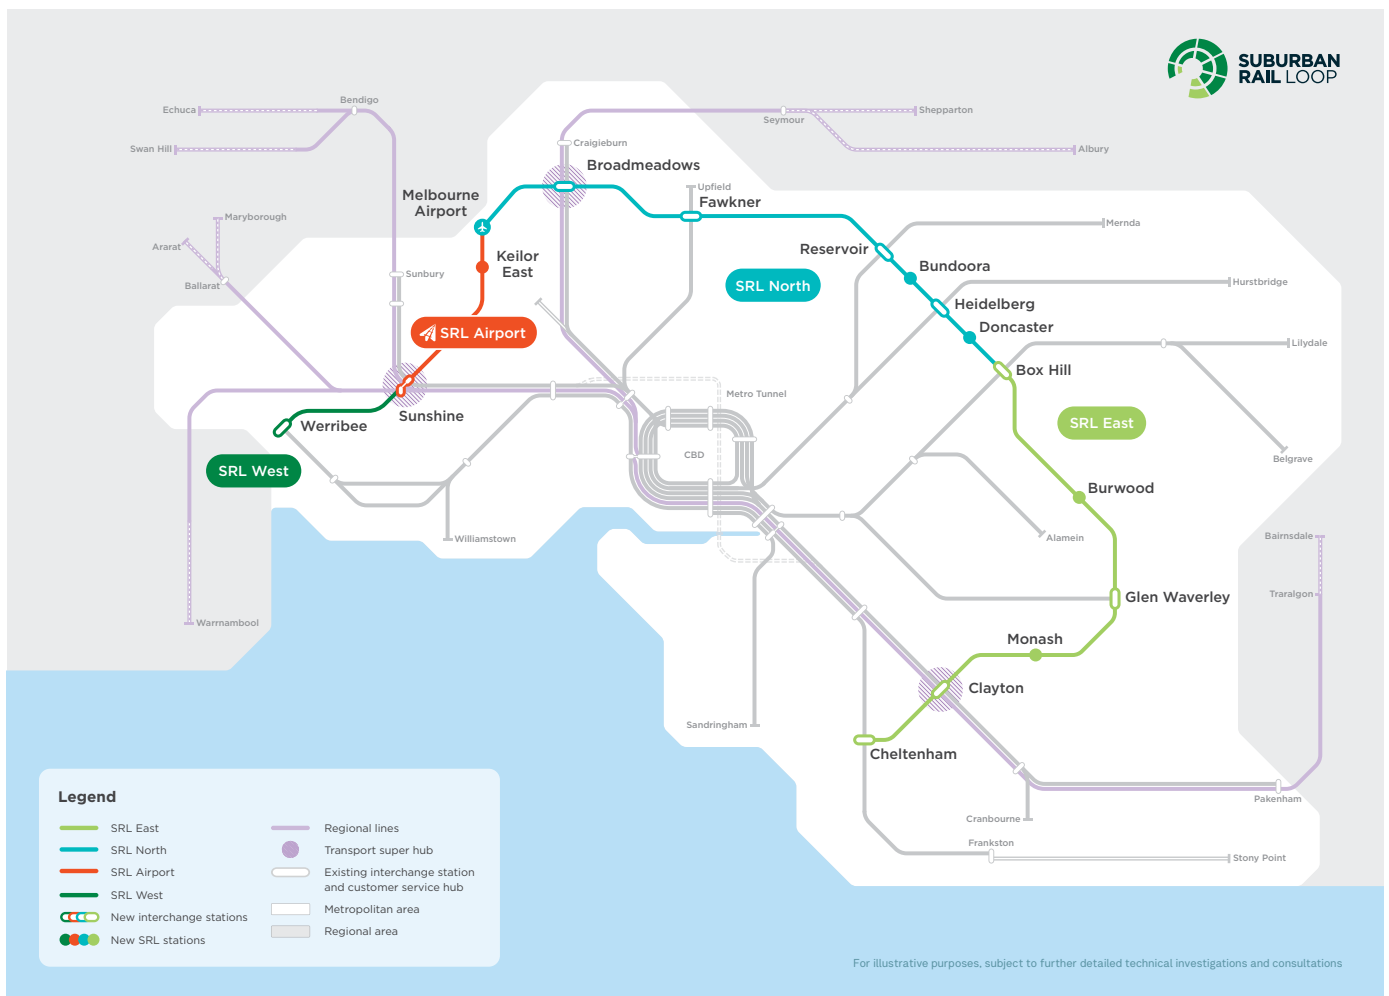 SUBURBAN
RAIL LOOP
Echuca
Bendigo
Swan Hill
Seymour
Shepparton
Albury
Craigieburn
Broadmeadows
Melbourne
Airport
Upfield
Fawkner
Maryborough
Ararat
Ballarat
Sunbury
Keilor
East
Reservoir
Mernda
Bundoora
SRL North
Heidelberg
Hurstbridge
Doncaster
SRL Airport
Lilydale
Box Hill
Metro Tunnel
Sunshine
Werribee
SRL East
SRL West
CBD
Belgrave
Burwood
Williamstown
Alamein
Bairnsdale
Traralgon
Glen Waverley
Warrnambool
Monash
Clayton
Sandringham
Cheltenham
Pakenham
Cranbourne
Frankston
Stony Point
Legend
SRL East
SRL North
SRL Airport
SRL West
New interchange stations
New SRL stations
Regional lines
Transport super hub
Existing interchange station
and customer service hub
Metropolitan area
Regional area
For illustrative purposes, subject to further detailed technical investigations and consultations